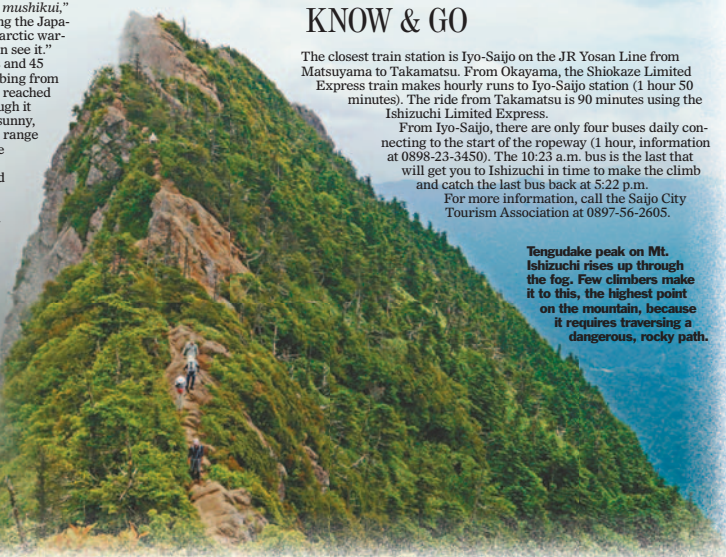 mushikui,"
ng the Japa-
arctic war-
n see it."
and 45
bing from
reached
ugh it
sunny,
range
e
d
KNOW & GO
The closest train station is Iyo-Saijo on the JR Yosan Line from
Matsuyama to Takamatsu. From Okayama, the Shiokaze Limited
Express train makes hourly runs to Iyo-Saijo station (1 hour 50
minutes). The ride from Takamatsu is 90 minutes using the
Ishizuchi Limited Express.
From Iyo-Saijo, there are only four buses daily con-
necting to the start of the ropeway (1 hour, information
at 0898-23-3450). The 10:23 a.m. bus is the last that
will get you to Ishizuchi in time to make the climb
and catch the last bus back at 5:22 p.m.
For more information, call the Saijo City
Tourism Association at 0897-56-2605.
Tengudake peak on Mt.
Ishizuchi rises up through
the fog. Few climbers make
it to this, the highest point
on the mountain, because
it requires traversing a
dangerous, rocky path.